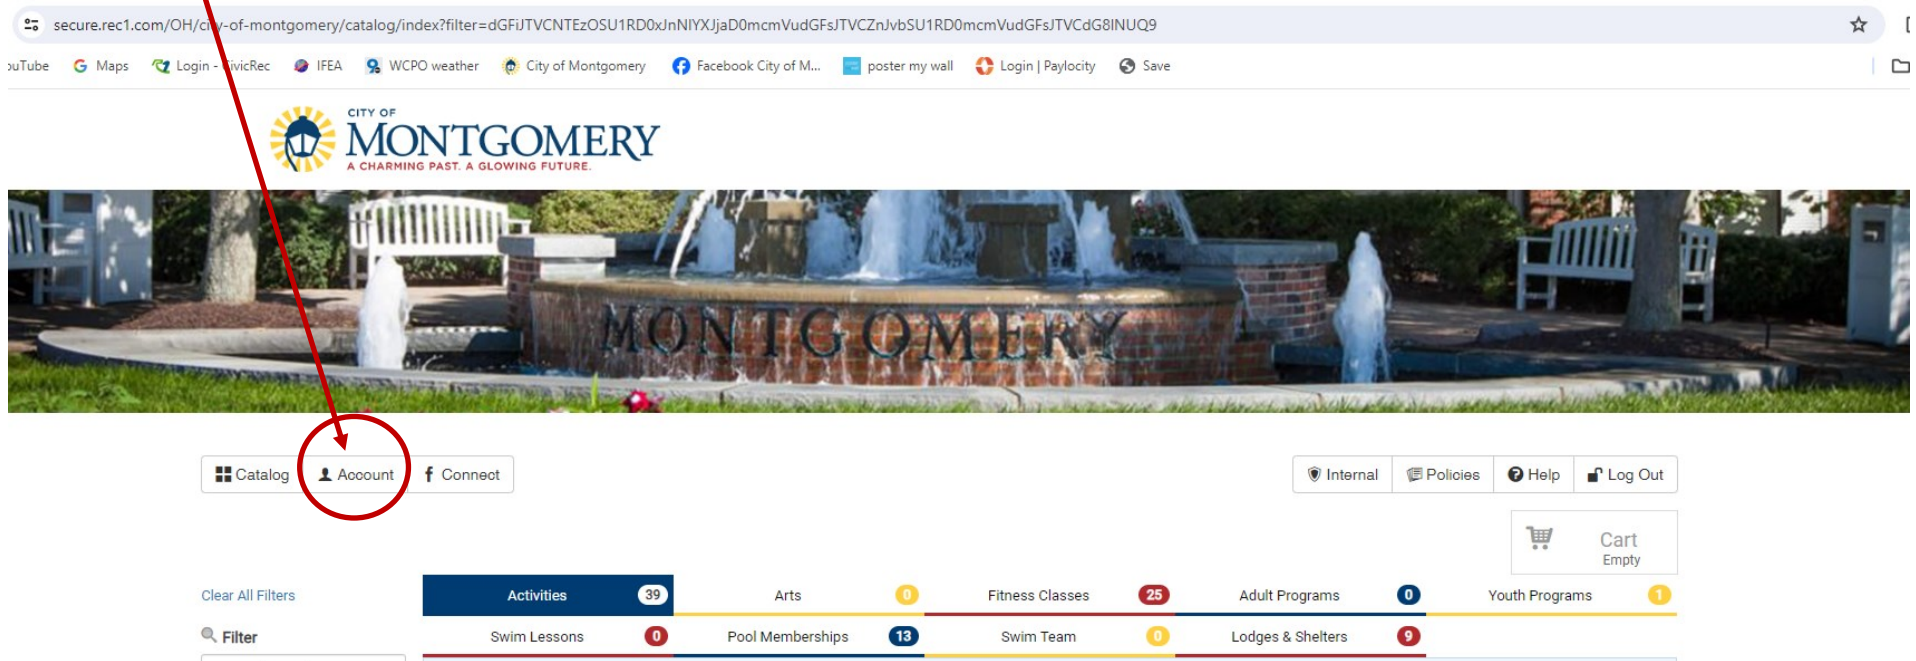 secure.rec1.com/OH/city-of-montgomery/catalog/index?filter=dGFiJTVCNTEzOSU1RD0xJnNlYXJjaD0mcmVudGFsJTVCZnJvbSU1RD0mcmVudGFsJTVCdG8lNUQ9
ouTube Maps Login - CivicRec IFEA WCPO weather City of Montgomery Facebook City of M... poster my wall Login | Paylocity Save
CITY OF
MONTGOMERY
A CHARMING PAST. A GLOWING FUTURE.
MONTGOMERY
Catalog Account Connect Internal Policies Help Log Out
Cart
Empty
Clear All Filters Activities 39 Arts 0 Fitness Classes 25 Adult Programs 0 Youth Programs 1
Filter Swim Lessons 0 Pool Memberships 13 Swim Team 0 Lodges & Shelters 9